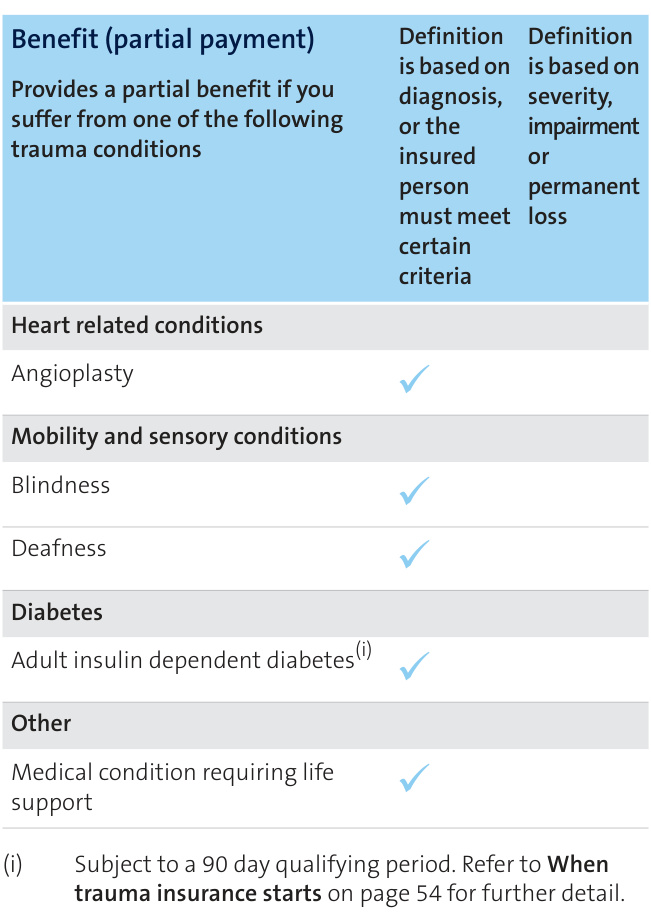 Benefit (partial payment)
Provides a partial benefit if you
suffer from one of the following
trauma conditions
Definition
is based on
diagnosis,
or the
insured
person
must meet
certain
criteria
Definition
is based on
severity,
impairment
or
permanent
loss
Heart related conditions
Angioplasty
Mobility and sensory conditions
Blindness
Deafness
Diabetes
Adult insulin dependent diabetes(i)
Other
Medical condition requiring life
support
(i) Subject to a 90 day qualifying period. Refer to When
trauma insurance starts on page 54 for further detail.